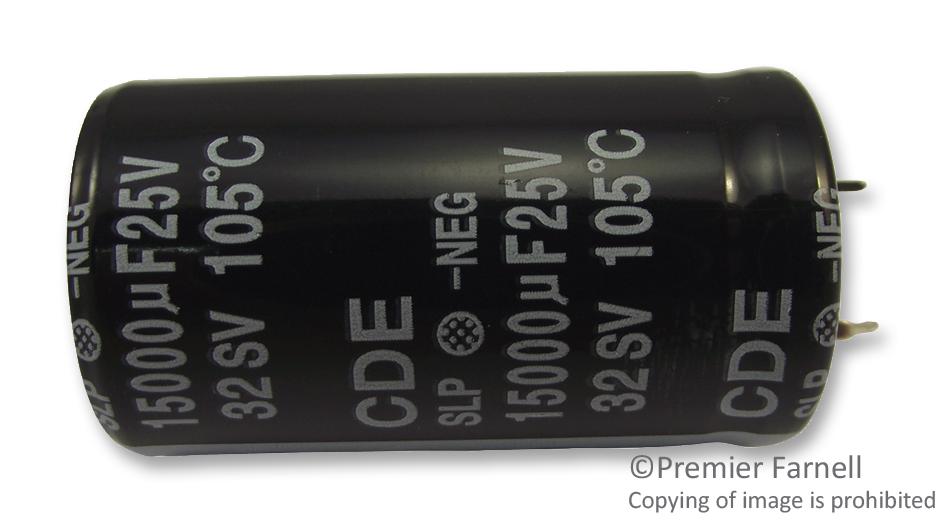 -NEG
SLP
15000µF25V
32SV 105°C
CDE
SLP -NEG
15000µF25V
32SV 105°C
CDE
SLP -NEG
©Premier Farnell
Copying of image is prohibited